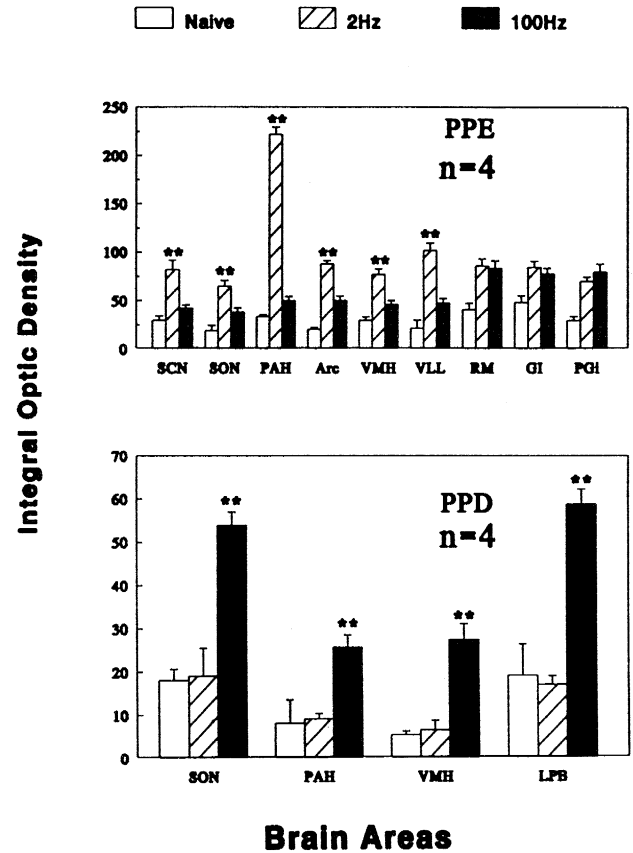 Naive 2Hz 100Hz
Integral Optic Density
250
200
150
100
50
0
PPE
n=4
** ** ** ** ** **
SCN SON PAH Arc VMH VLL RM GI PGi
70
60
50
40
30
20
10
0
PPD
n=4
** ** ** **
SON PAH VMH LPB
Brain Areas